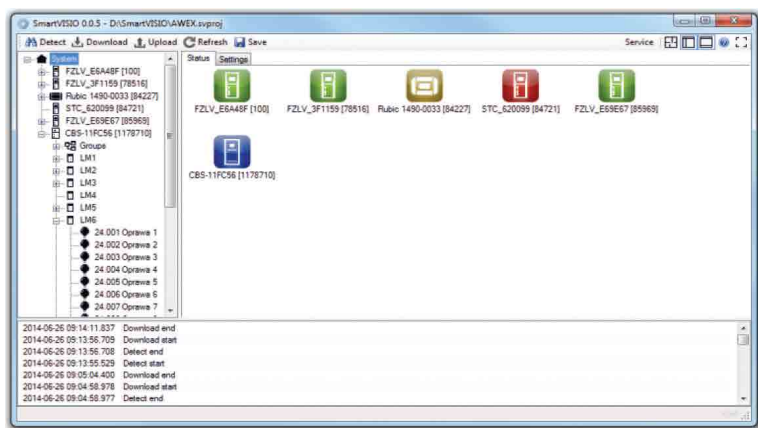 SmartVISIO 0.0.5 - D:\SmartVISIO\AWEX.svproj
Detect Download Upload Refresh Save Service
System
FZLV_E6A48F [100]
FZLV_3F1159 [78516]
Rubic 1490-0033 [84227]
STC_620099 [84721]
FZLV_E69E67 [85969]
CBS-11FC56 [1178710]
Groups
LM1
LM2
LM3
LM4
LM5
LM6
24.001 Oprawa 1
24.002 Oprawa 2
24.003 Oprawa 3
24.004 Oprawa 4
24.005 Oprawa 5
24.006 Oprawa 6
24.007 Oprawa 7
Status Settings
FZLV_E6A48F [100] FZLV_3F1159 [78516] Rubic 1490-0033 [84227] STC_620099 [84721] FZLV_E69E67 [85969]
CBS-11FC56 [1178710]
2014-06-26 09:14:11.837 Download end
2014-06-26 09:13:56.709 Download start
2014-06-26 09:13:56.708 Detect end
2014-06-26 09:13:55.529 Detect start
2014-06-26 09:05:04.400 Download end
2014-06-26 09:04:58.978 Download start
2014-06-26 09:04:58.977 Detect end